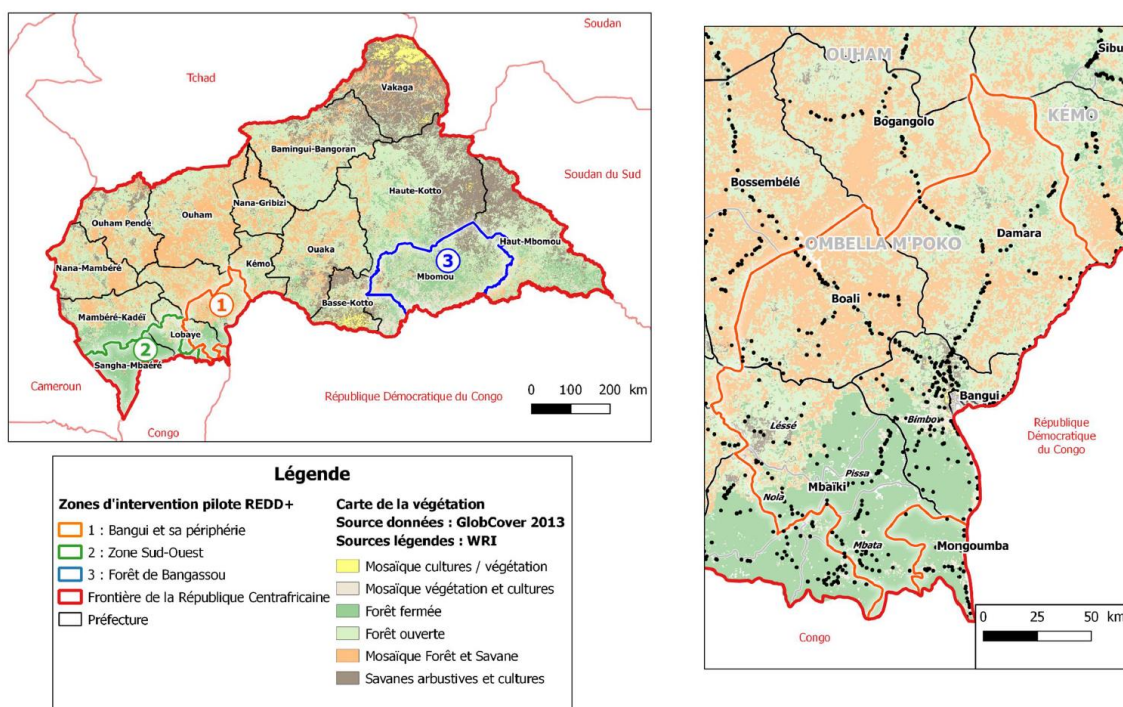 Soudan
Tchad
Vakaga
Bamingui-Bangoran
Soudan du Sud
Haute-Kotto
Nana-Gribizi
Ouham Pendé
Ouham
Ouaka
Haut-Mbomou
Nana-Mambéré
Kémo
3
Mbomou
Basse-Kotto
1
Mambéré-Kadéï
Lobaye
2
Sangha-Mbaéré
Cameroun
République Démocratique du Congo
Congo
0 100 200 km
Légende
Zones d'intervention pilote REDD+
1 : Bangui et sa périphérie
2 : Zone Sud-Ouest
3 : Forêt de Bangassou
Frontière de la République Centrafricaine
Préfecture
Carte de la végétation
Source données : GlobCover 2013
Sources légendes : WRI
Mosaïque cultures / végétation
Mosaïque végétation et cultures
Forêt fermée
Forêt ouverte
Mosaïque Forêt et Savane
Savanes arbustives et cultures
OUHAM
Sibu
KÉMO
Bogangolo
Bossembélé
Damara
OMBELLA M'POKO
Boali
Bangui
Bimbo
Léssé
République
Démocratique
du Congo
Pissa
Mbaïki
Nola
Mbata
Mongoumba
Congo
0 25 50 km